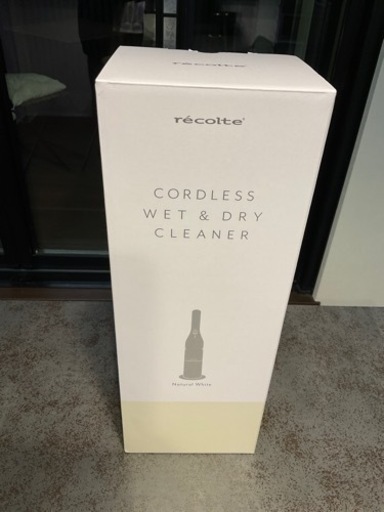 récolte®
CORDLESS
WET & DRY
CLEANER
Natural White